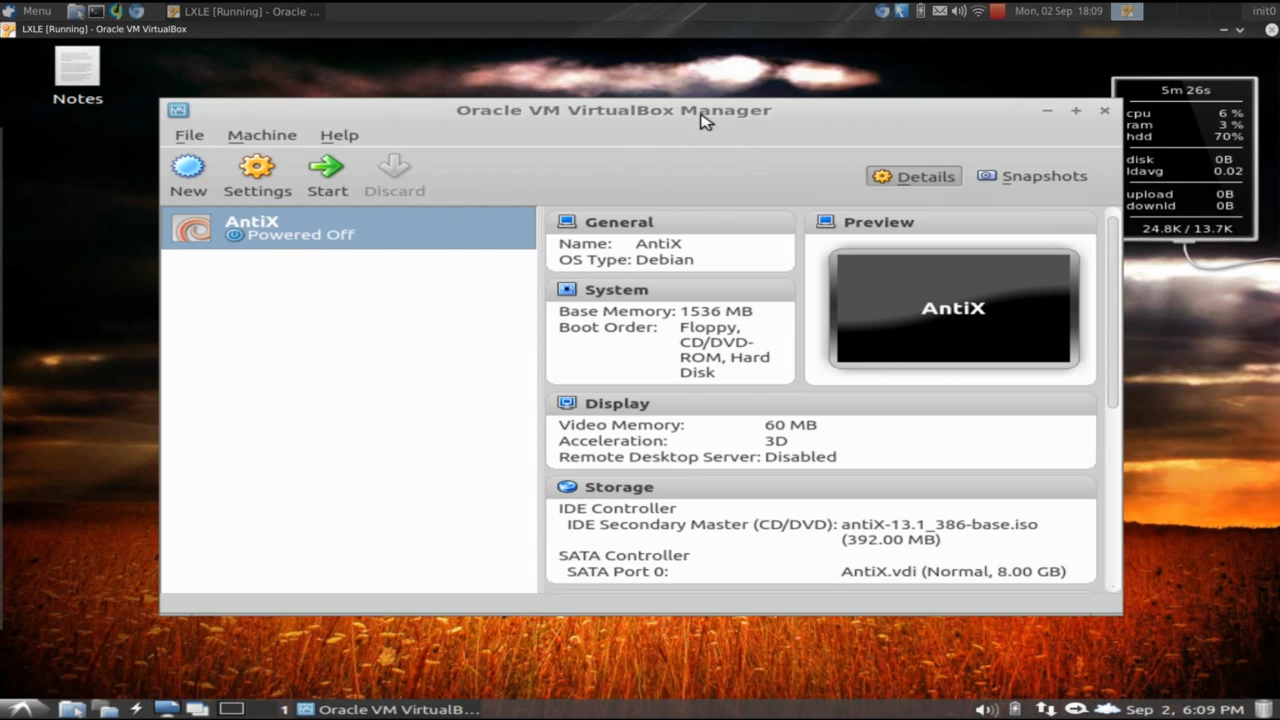 Menu
LXLE [Running] - Oracle ...
Mon, 02 Sep 18:09
init0
LXLE [Running] - Oracle VM VirtualBox
Notes
Oracle VM VirtualBox Manager
File
Machine
Help
New
Settings
Start
Discard
Details
Snapshots
AntiX
Powered Off
General
Name: AntiX
OS Type: Debian
System
Base Memory: 1536 MB
Boot Order: Floppy,
CD/DVD-
ROM, Hard
Disk
Preview
AntiX
Display
Video Memory: 60 MB
Acceleration: 3D
Remote Desktop Server: Disabled
Storage
IDE Controller
IDE Secondary Master (CD/DVD): antiX-13.1_386-base.iso
(392.00 MB)
SATA Controller
SATA Port 0: AntiX.vdi (Normal, 8.00 GB)
5m 26s
cpu 6 %
ram 3 %
hdd 70%
disk 0B
ldavg 0.02
upload 0B
downld 0B
24.8K / 13.7K
1
Oracle VM VirtualB...
Sep 2, 6:09 PM